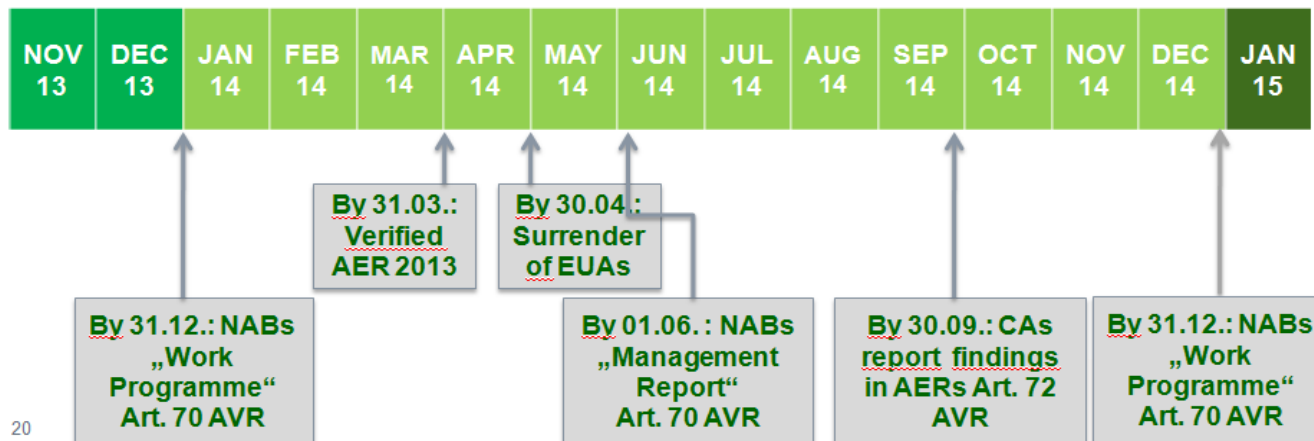 NOV 13
DEC 13
JAN 14
FEB 14
MAR 14
APR 14
MAY 14
JUN 14
JUL 14
AUG 14
SEP 14
OCT 14
NOV 14
DEC 14
JAN 15
By 31.03.:
Verified
AER 2013
By 30.04.:
Surrender
of EUAs
By 31.12.: NABs
„Work
Programme“
Art. 70 AVR
By 01.06. : NABs
„Management
Report“
Art. 70 AVR
By 30.09.: CAs
report findings
in AERs Art. 72
AVR
By 31.12.: NABs
„Work
Programme“
Art. 70 AVR
20